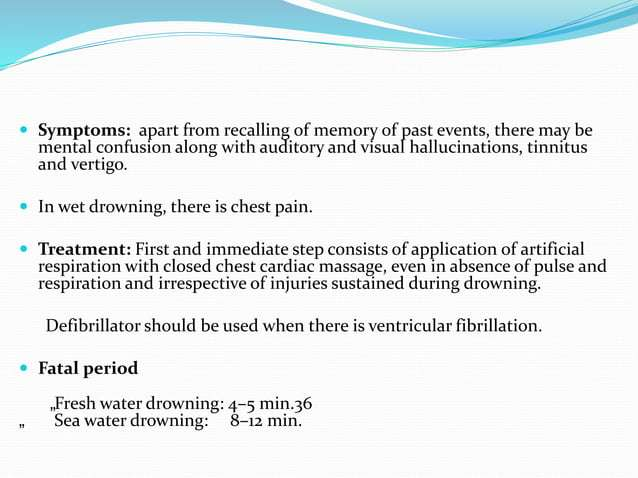 • Symptoms: apart from recalling of memory of past events, there may be
mental confusion along with auditory and visual hallucinations, tinnitus
and vertigo.
• In wet drowning, there is chest pain.
• Treatment: First and immediate step consists of application of artificial
respiration with closed chest cardiac massage, even in absence of pulse and
respiration and irrespective of injuries sustained during drowning.
Defibrillator should be used when there is ventricular fibrillation.
• Fatal period
„Fresh water drowning: 4–5 min.36
„ Sea water drowning: 8–12 min.